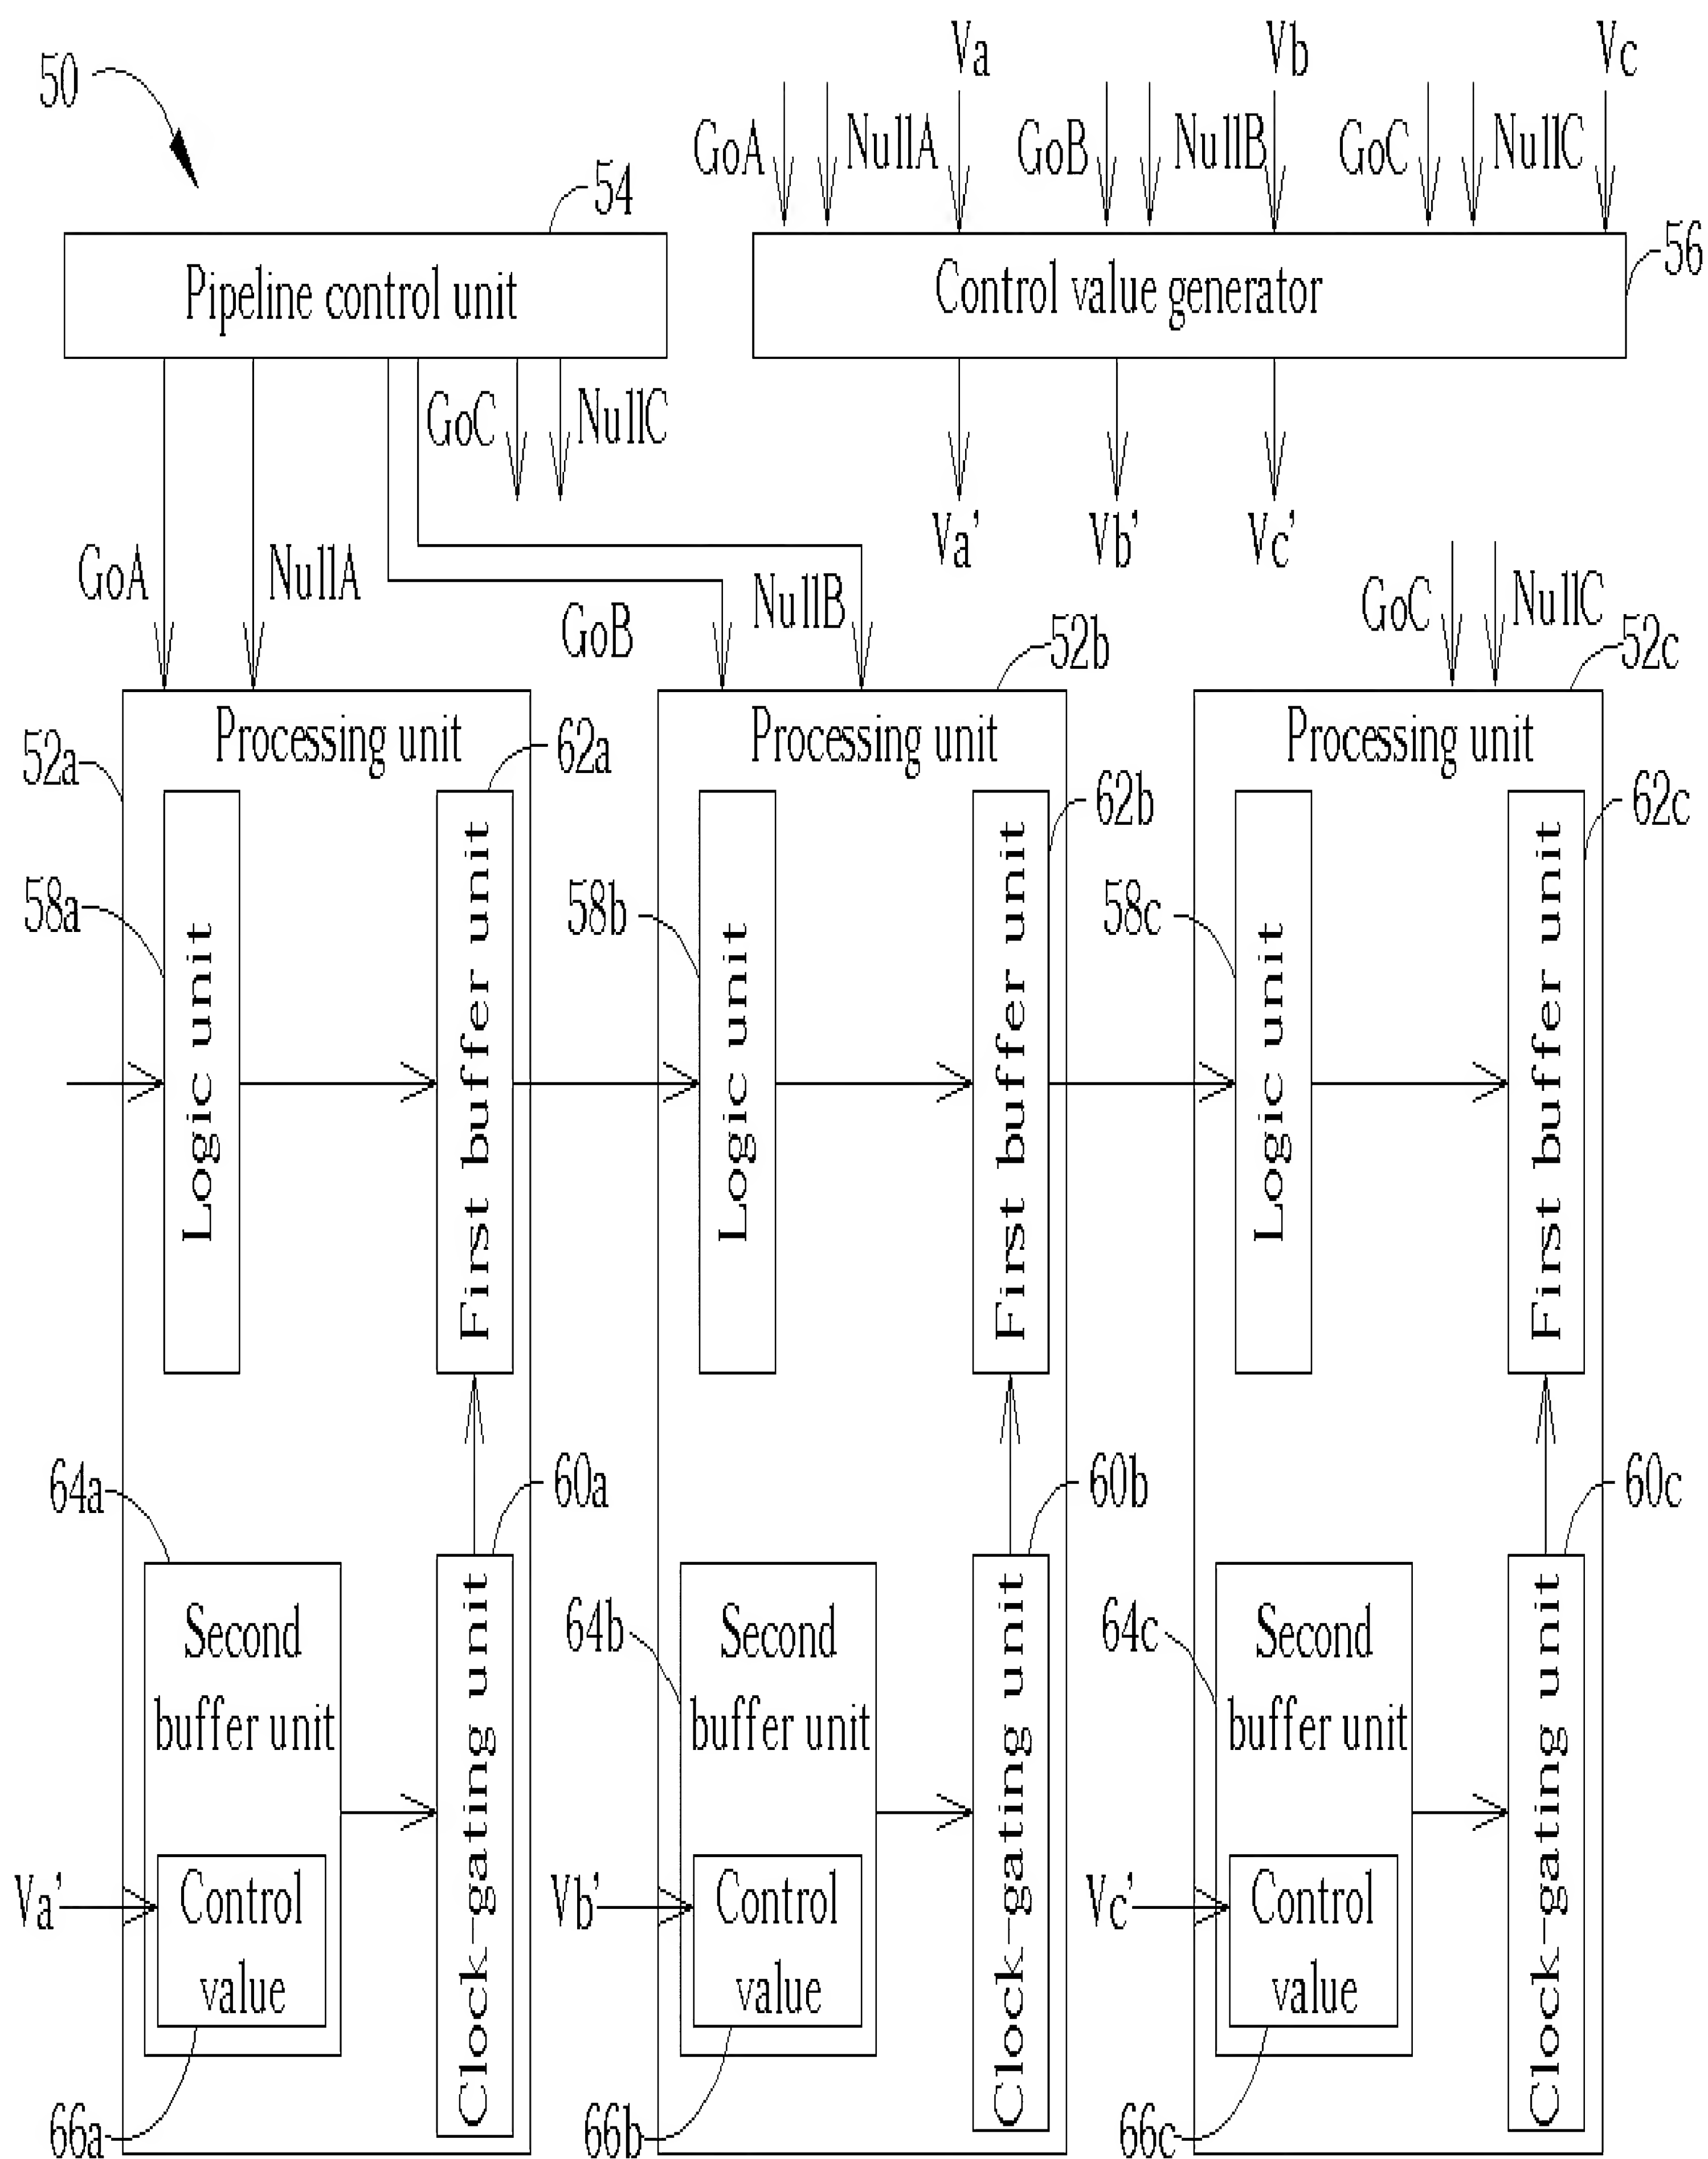 50
Va Vb Vc
GoA NullA GoB NullB GoC NullC
54
56
Pipeline control unit
Control value generator
GoC NullC
Va' Vb' Vc'
GoA NullA
GoB NullB
GoC NullC
52b 52c
52a
Processing unit
62a
Processing unit
62b
Processing unit
62c
58a
58b
58c
Logic unit
First buffer unit
Logic unit
First buffer unit
Logic unit
First buffer unit
64a
60a
60b
60c
64b
64c
Second
buffer unit
Second
buffer unit
Second
buffer unit
Clock-gating unit
Clock-gating unit
Clock-gating unit
Va'
Control
value
Vb'
Control
value
Vc'
Control
value
66a
66b
66c